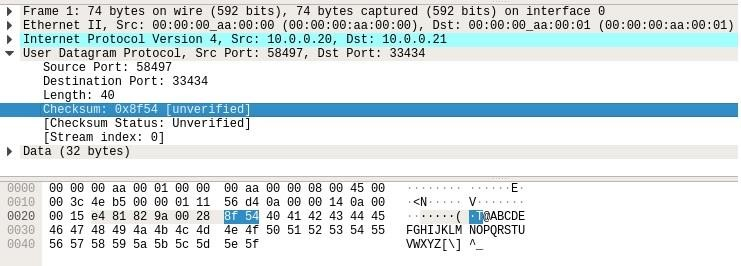 Frame 1: 74 bytes on wire (592 bits), 74 bytes captured (592 bits) on interface 0
Ethernet II, Src: 00:00:00_aa:00:00 (00:00:00:aa:00:00), Dst: 00:00:00_aa:00:01 (00:00:00:aa:00:01)
Internet Protocol Version 4, Src: 10.0.0.20, Dst: 10.0.0.21
User Datagram Protocol, Src Port: 58497, Dst Port: 33434
Source Port: 58497
Destination Port: 33434
Length: 40
Checksum: 0x8f54 [unverified]
[Checksum Status: Unverified]
[Stream index: 0]
Data (32 bytes)
0000 00 00 00 aa 00 01 00 00 00 aa 00 00 08 00 45 00 ········ ······E·
0010 00 3c 4e b5 00 00 01 11 56 d4 0a 00 00 14 0a 00 ·<N····· V·······
0020 00 15 e4 81 82 9a 00 28 8f 54 40 41 42 43 44 45 ·······( ·T@ABCDE
0030 46 47 48 49 4a 4b 4c 4d 4e 4f 50 51 52 53 54 55 FGHIJKLM NOPQRSTU
0040 56 57 58 59 5a 5b 5c 5d 5e 5f VWXYZ[\] ^_